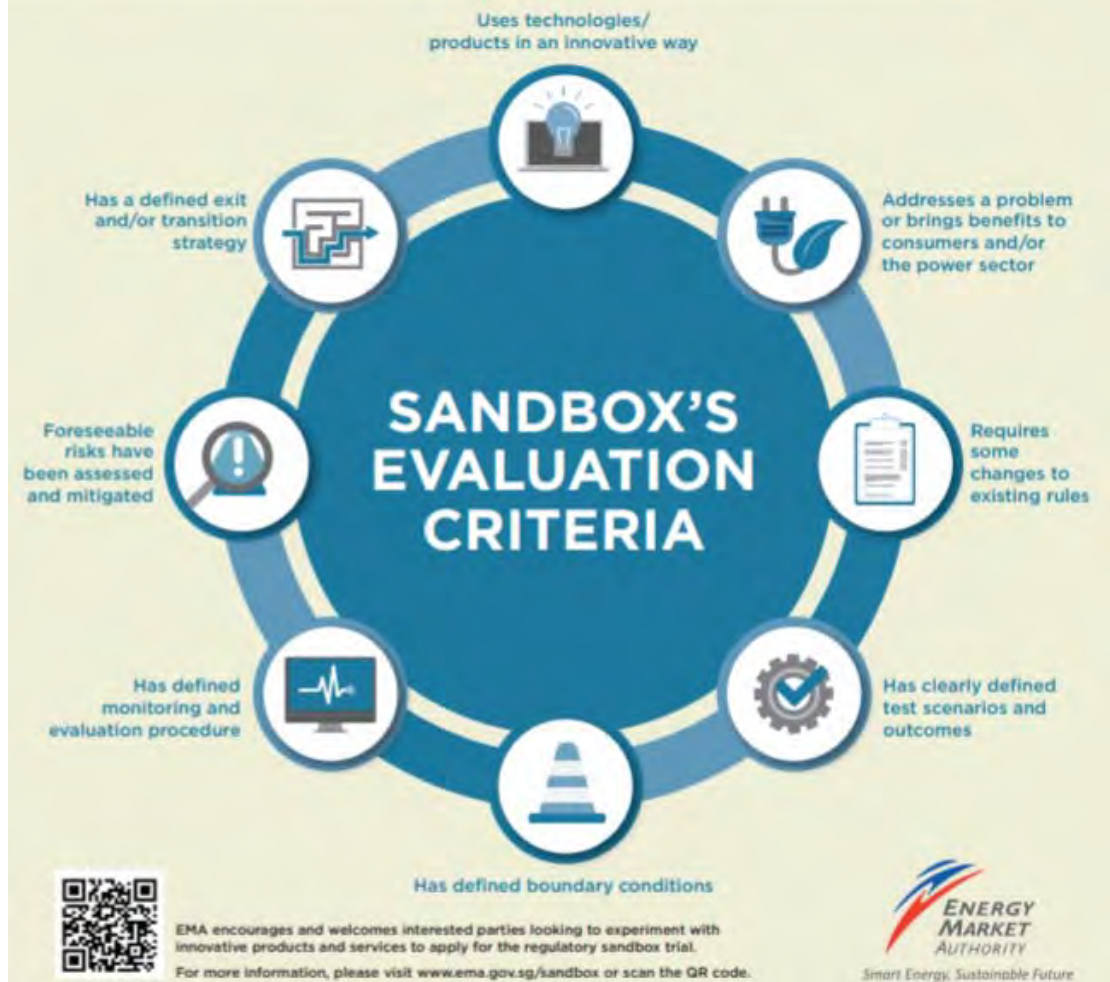 Uses technologies/
products in an innovative way
Addresses a problem
or brings benefits to
consumers and/or
the power sector
Requires
some
changes to
existing rules
Has clearly defined
test scenarios and
outcomes
Has defined boundary conditions
Has defined
monitoring and
evaluation procedure
Foreseeable
risks have
been assessed
and mitigated
Has a defined exit
and/or transition
strategy
SANDBOX'S
EVALUATION
CRITERIA
EMA encourages and welcomes interested parties looking to experiment with
innovative products and services to apply for the regulatory sandbox trial.
For more information, please visit www.ema.gov.sg/sandbox or scan the QR code.
ENERGY
MARKET
AUTHORITY
Smart Energy, Sustainable Future